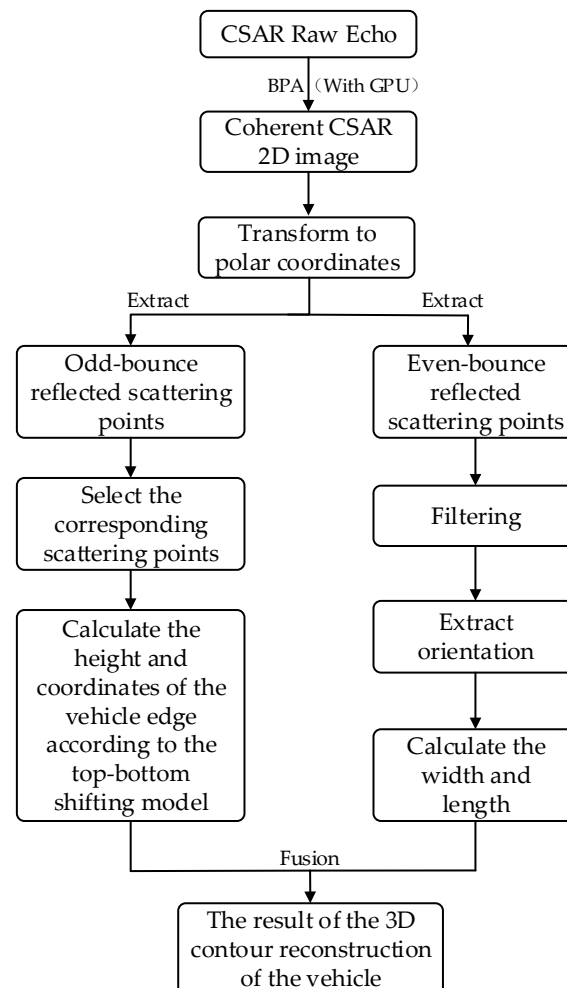 CSAR Raw Echo
BPA （With GPU）
Coherent CSAR
2D image
Transform to
polar coordinates
Extract
Extract
Odd-bounce
reflected scattering
points
Even-bounce
reflected
scattering points
Select the
corresponding
scattering points
Filtering
Calculate the
height and
coordinates of the
vehicle edge
according to the
top-bottom
shifting model
Extract
orientation
Calculate the
width and
length
Fusion
The result of the 3D
contour reconstruction
of the vehicle